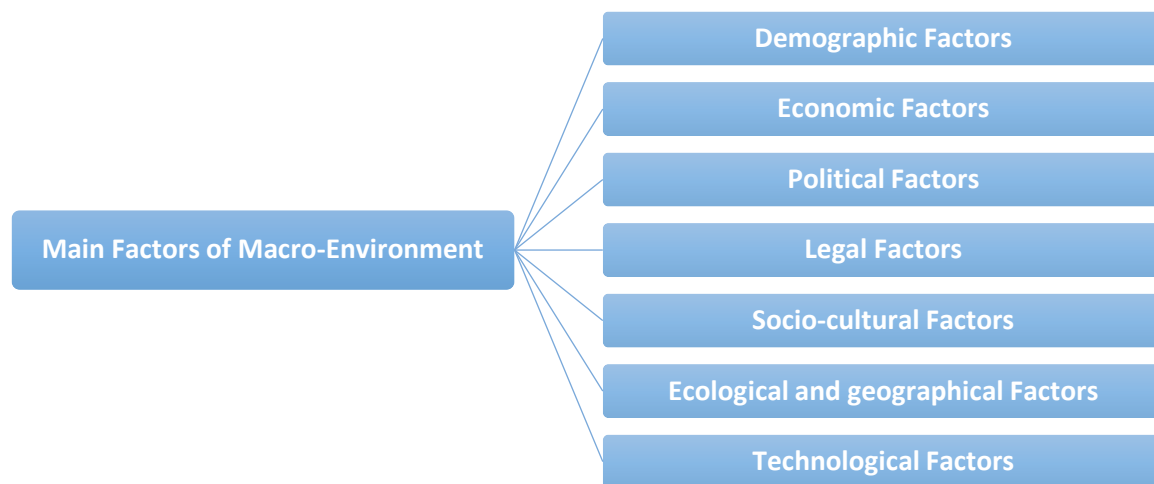 Main Factors of Macro-Environment
Demographic Factors
Economic Factors
Political Factors
Legal Factors
Socio-cultural Factors
Ecological and geographical Factors
Technological Factors